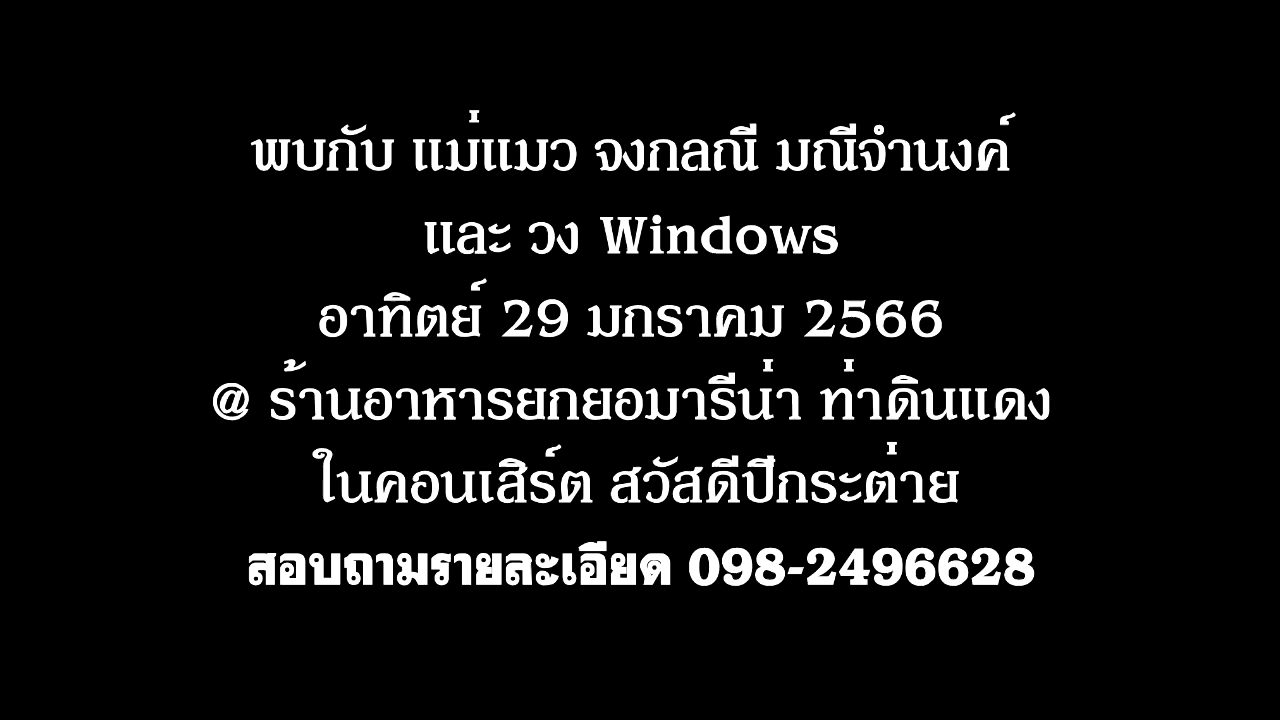 พบกับ แม่แมว จงกลณี มณีจำนงค์
และ วง Windows
อาทิตย์ 29 มกราคม 2566
@ ร้านอาหารยกยอมารีน่า ท่าดินแดง
ในคอนเสิร์ต สวัสดีปีกระต่าย
สอบถามรายละเอียด 098-2496628